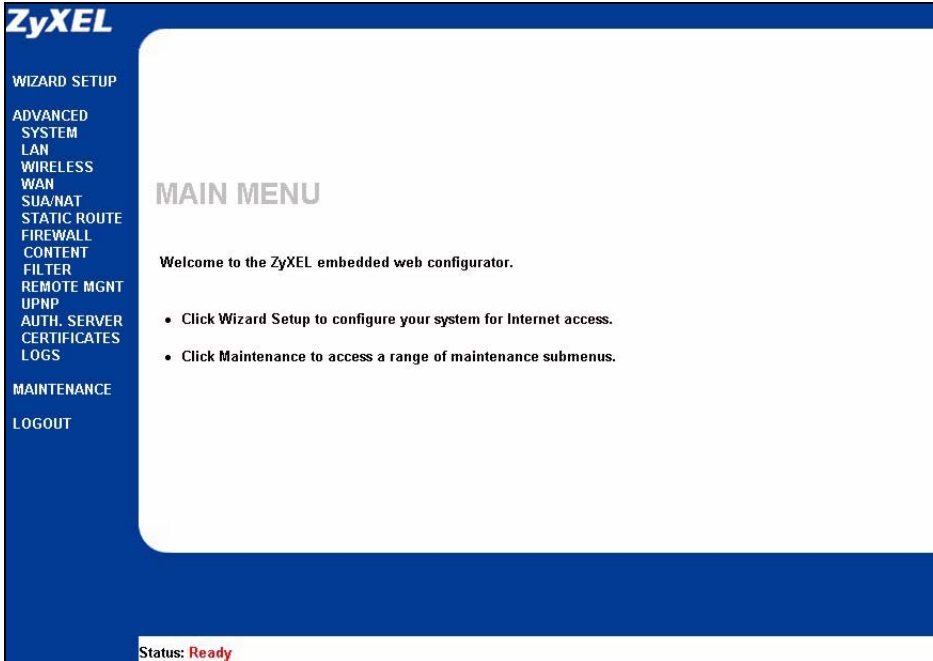 ZyXEL
WIZARD SETUP
ADVANCED
SYSTEM
LAN
WIRELESS
WAN
SUA/NAT
STATIC ROUTE
FIREWALL
CONTENT
FILTER
REMOTE MGNT
UPNP
AUTH. SERVER
CERTIFICATES
LOGS
MAINTENANCE
LOGOUT
MAIN MENU
Welcome to the ZyXEL embedded web configurator.
• Click Wizard Setup to configure your system for Internet access.
• Click Maintenance to access a range of maintenance submenus.
Status: Ready